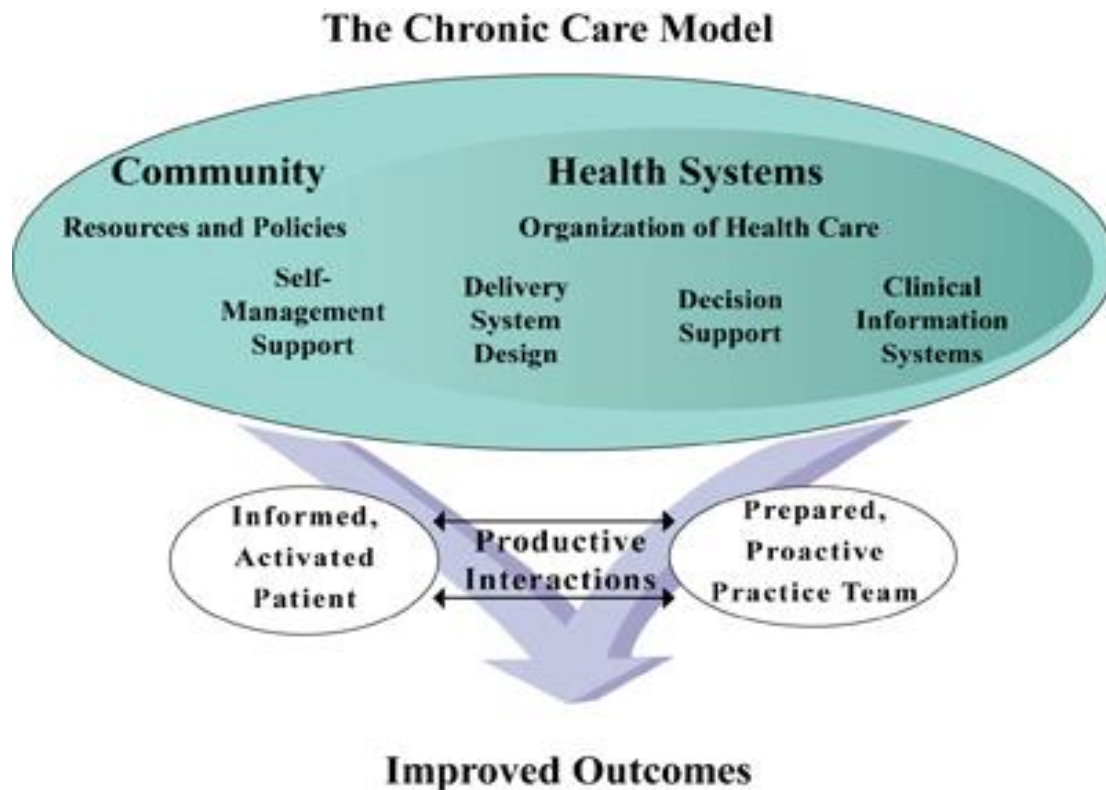 The Chronic Care Model
Community
Resources and Policies
Health Systems
Organization of Health Care
Self-
Management
Support
Delivery
System
Design
Decision
Support
Clinical
Information
Systems
Informed,
Activated
Patient
Productive
Interactions
Prepared,
Proactive
Practice Team
Improved Outcomes